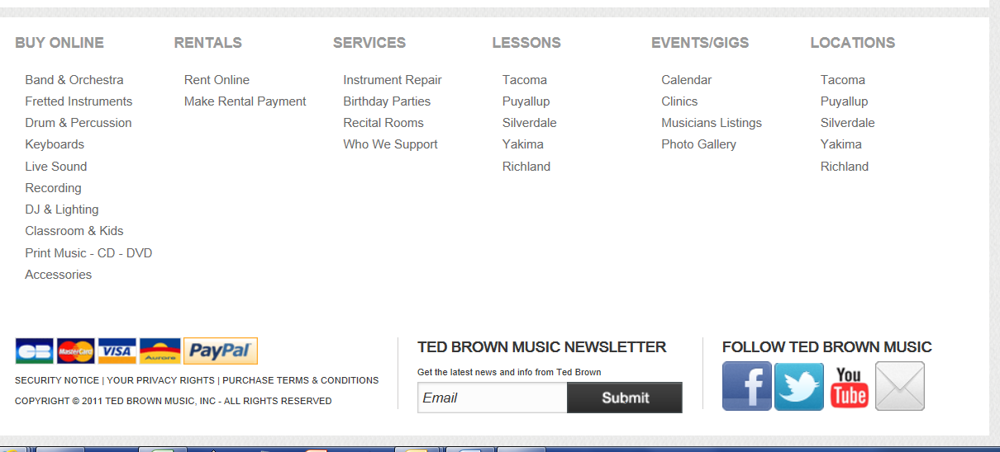 BUY ONLINE
Band & Orchestra
Fretted Instruments
Drum & Percussion
Keyboards
Live Sound
Recording
DJ & Lighting
Classroom & Kids
Print Music - CD - DVD
Accessories
RENTALS
Rent Online
Make Rental Payment
SERVICES
Instrument Repair
Birthday Parties
Recital Rooms
Who We Support
LESSONS
Tacoma
Puyallup
Silverdale
Yakima
Richland
EVENTS/GIGS
Calendar
Clinics
Musicians Listings
Photo Gallery
LOCATIONS
Tacoma
Puyallup
Silverdale
Yakima
Richland
CB MasterCard VISA Aurore PayPal
SECURITY NOTICE | YOUR PRIVACY RIGHTS | PURCHASE TERMS & CONDITIONS
COPYRIGHT © 2011 TED BROWN MUSIC, INC - ALL RIGHTS RESERVED
TED BROWN MUSIC NEWSLETTER
Get the latest news and info from Ted Brown
Email Submit
FOLLOW TED BROWN MUSIC
f You
Tube